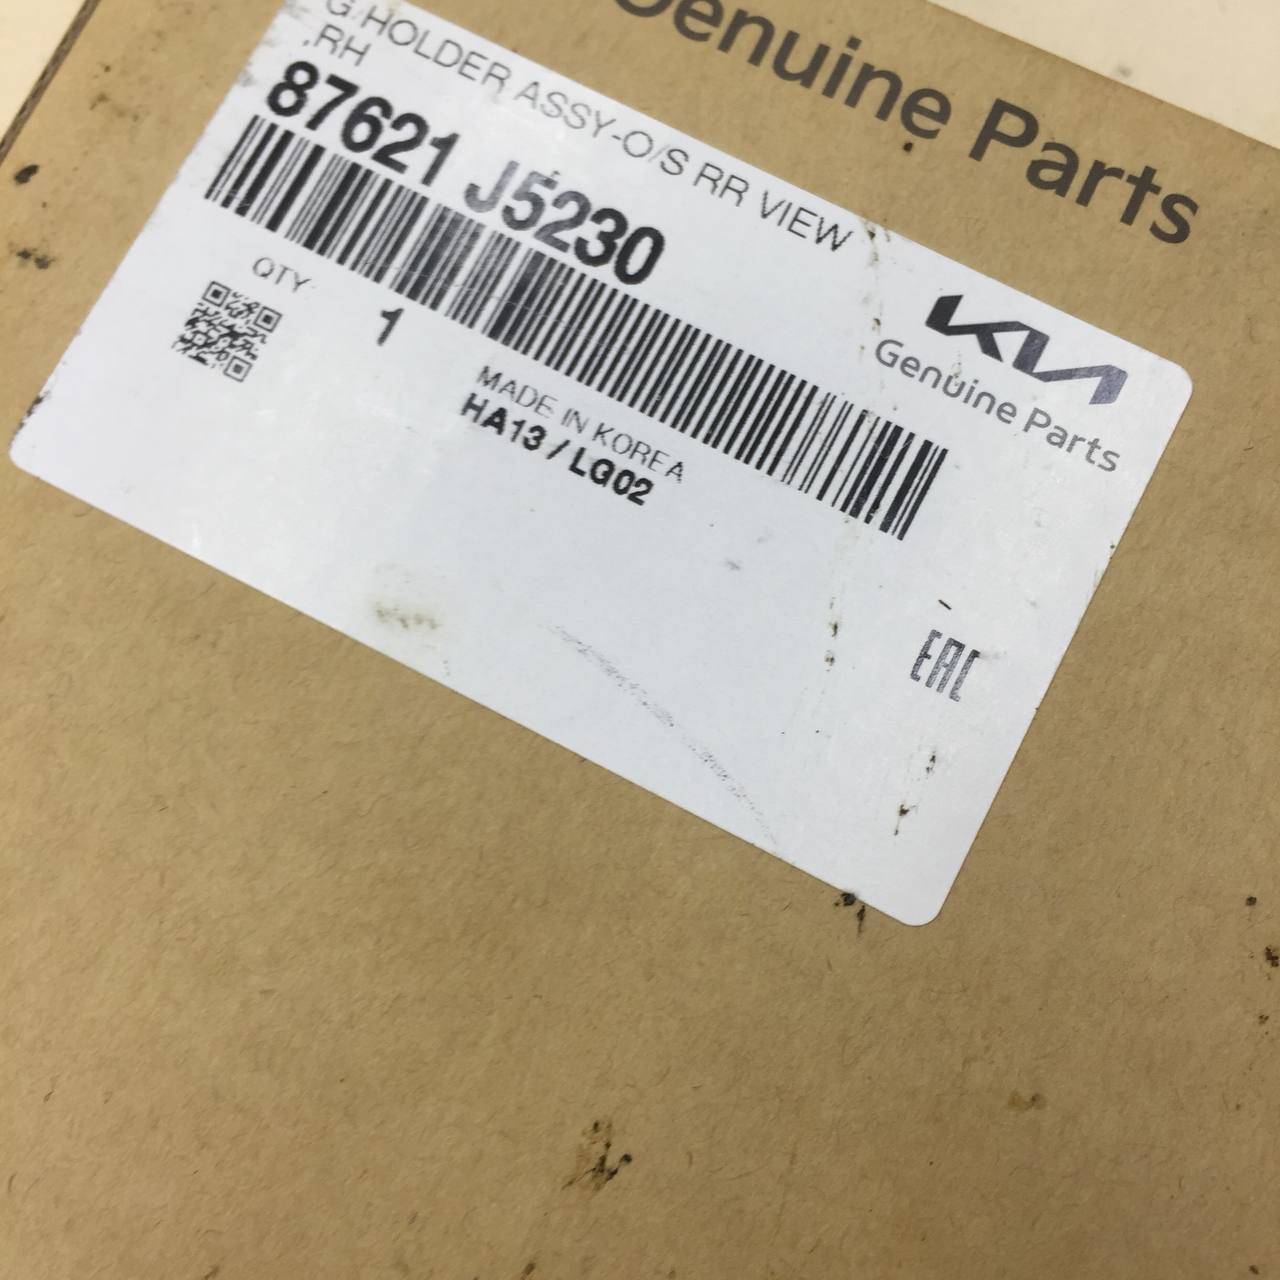 Genuine Parts
G/HOLDER ASSY-O/S RR VIEW
,RH
87621 J5230
QTY
1
KIA
Genuine Parts
MADE IN KOREA
HA13 / LG02
EAC